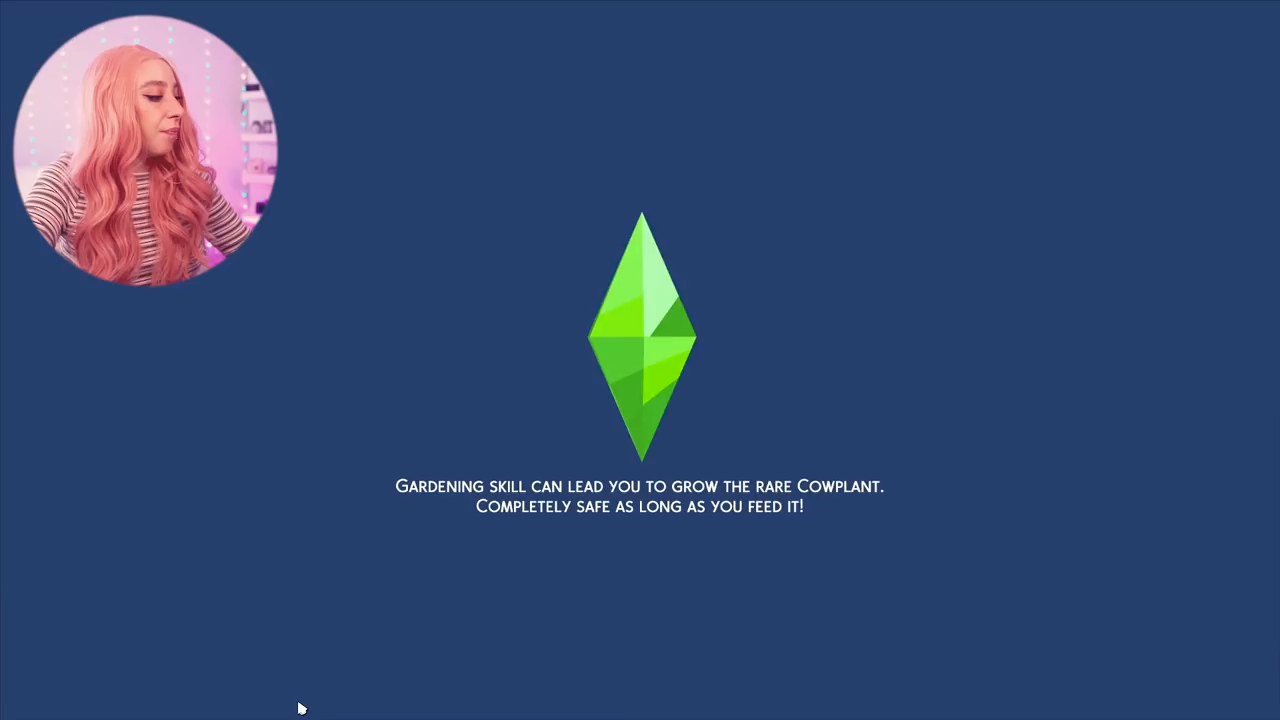 Gardening skill can lead you to grow the rare Cowplant.
Completely safe as long as you feed it!